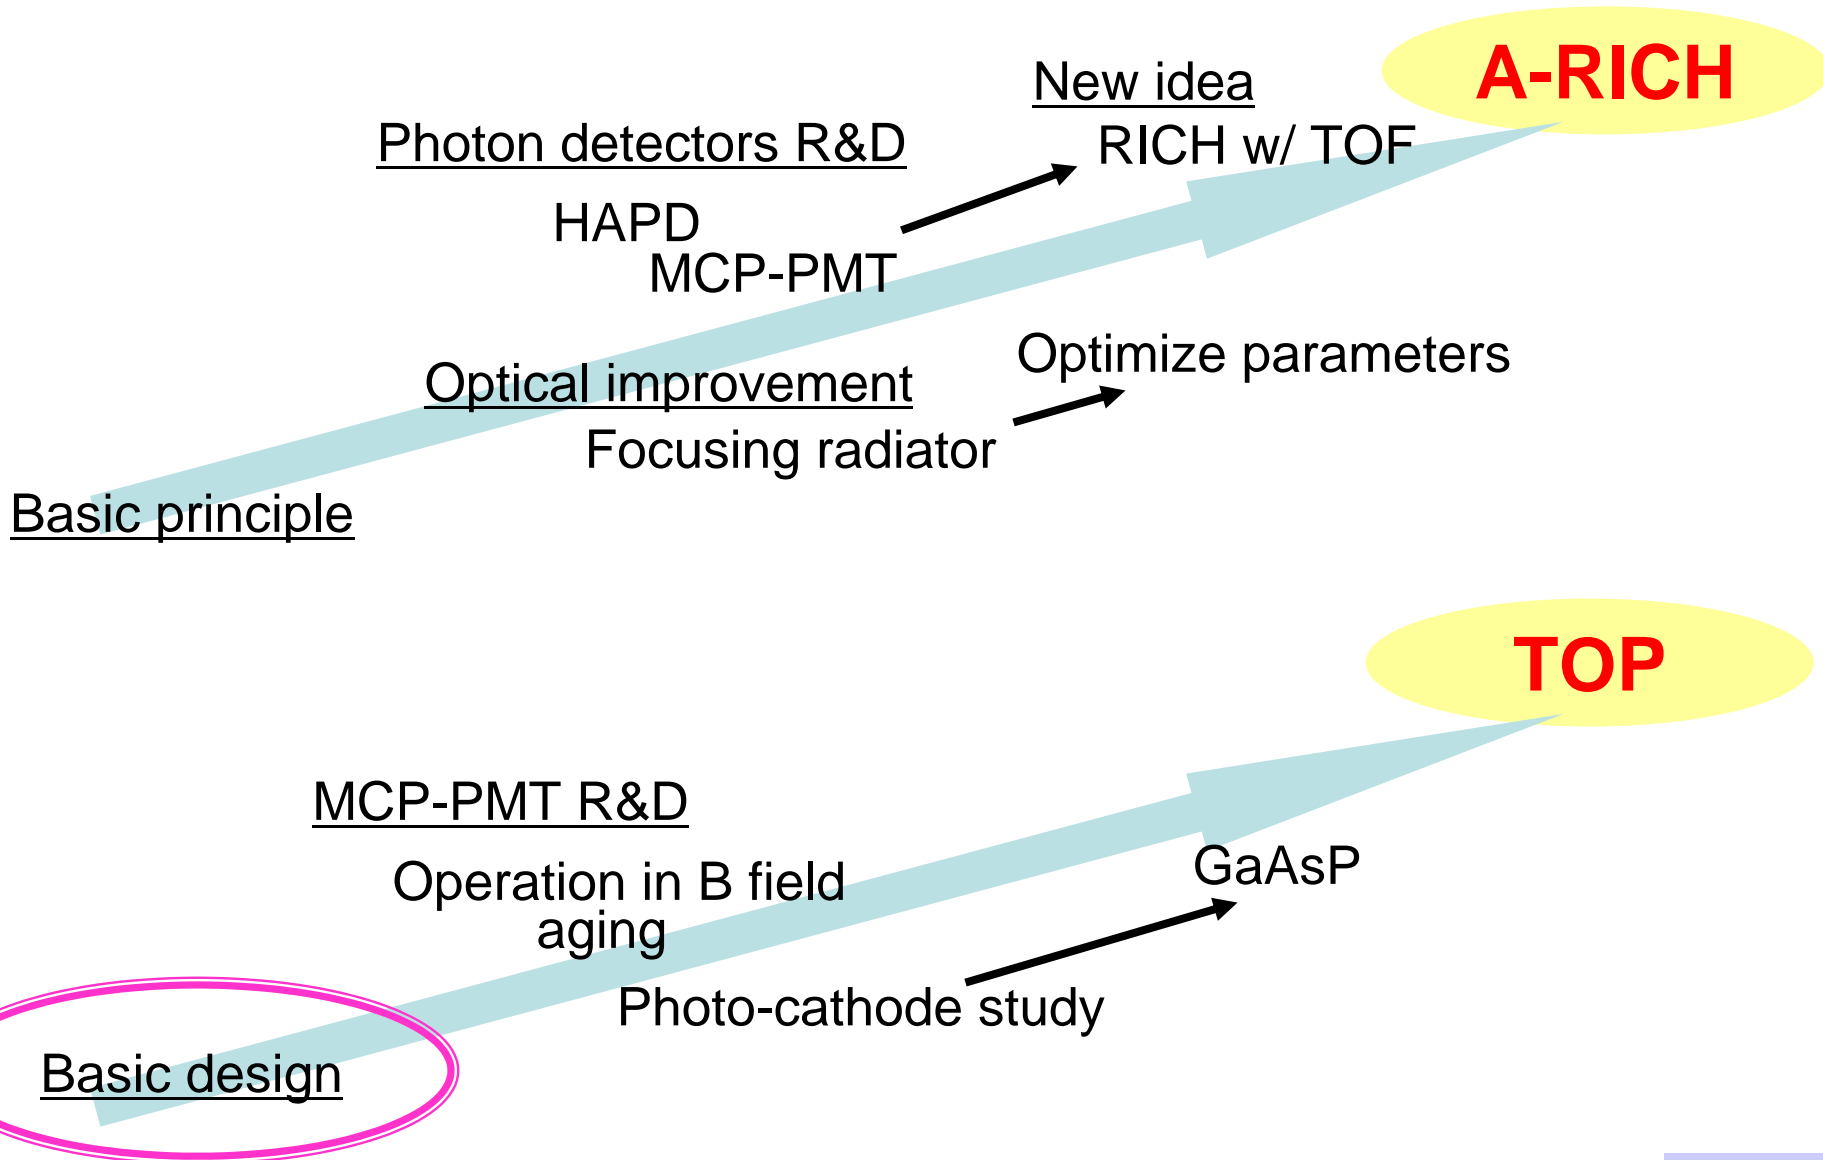 A-RICH
New idea
RICH w/ TOF
Photon detectors R&D
HAPD
MCP-PMT
Optimize parameters
Optical improvement
Focusing radiator
Basic principle
TOP
MCP-PMT R&D
Operation in B field
aging
GaAsP
Photo-cathode study
Basic design